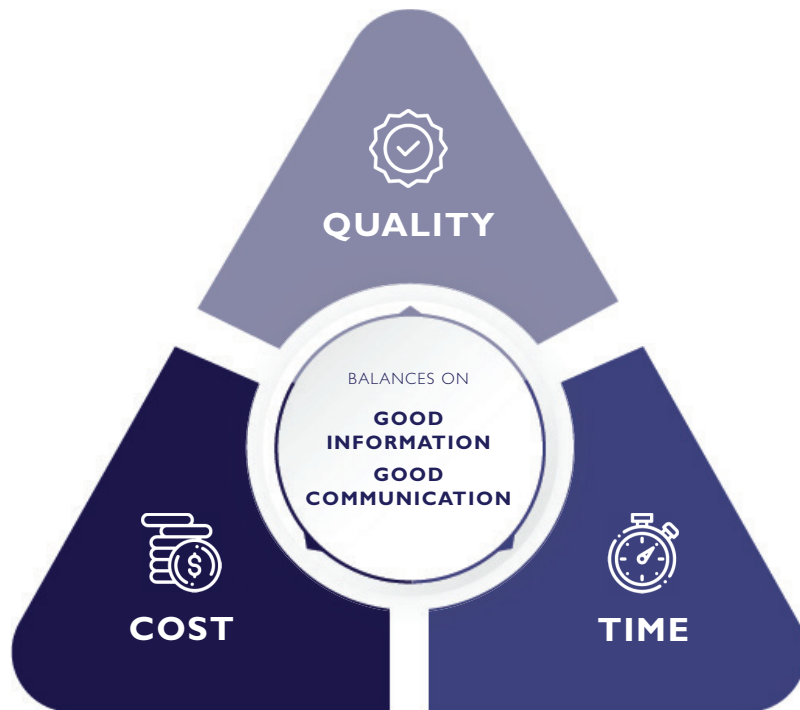 QUALITY
BALANCES ON
GOOD
INFORMATION
GOOD
COMMUNICATION
$
COST
TIME